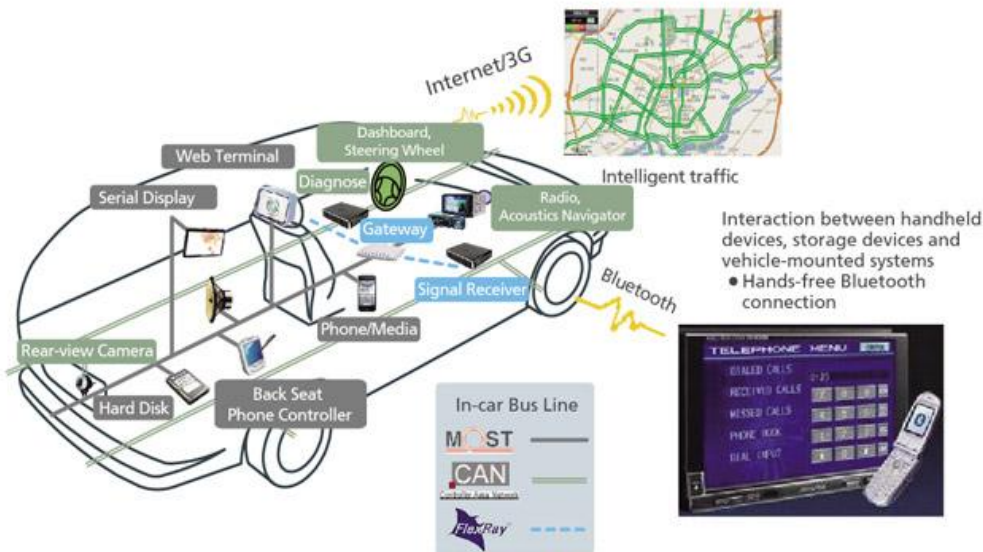 Internet/3G
Dashboard,
Steering Wheel
Web Terminal
Diagnose
Serial Display
Radio,
Acoustics Navigator
Gateway
Signal Receiver
Phone/Media
Rear-view Camera
Hard Disk
Back Seat
Phone Controller
Bluetooth
Intelligent traffic
Interaction between handheld
devices, storage devices and
vehicle-mounted systems
• Hands-free Bluetooth
connection
TELEPHONE MENU
DIALED CALLS
RECEIVED CALLS
MISSED CALLS
PHONE BOOK
DIAL INPUT
In-car Bus Line
MOST
CAN
Controller Area Network
FlexRay